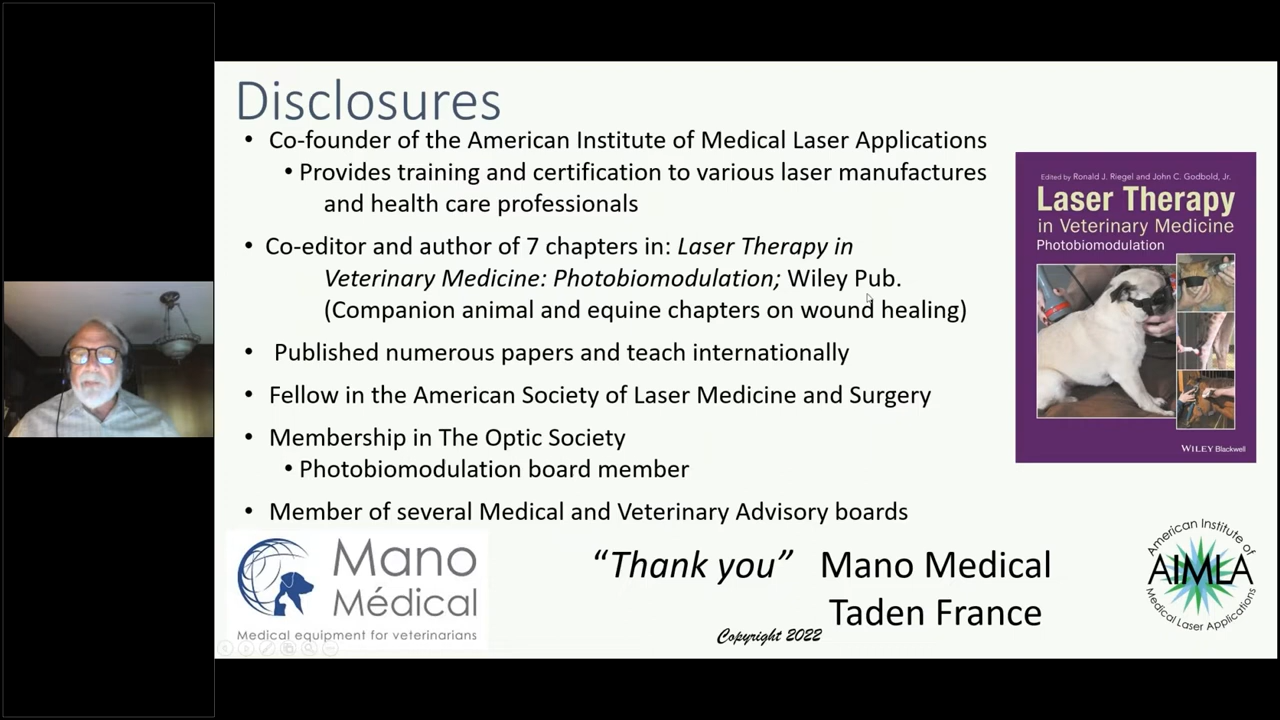 Disclosures
• Co-founder of the American Institute of Medical Laser Applications
• Provides training and certification to various laser manufactures
and health care professionals
• Co-editor and author of 7 chapters in: Laser Therapy in
Veterinary Medicine: Photobiomodulation; Wiley Pub.
(Companion animal and equine chapters on wound healing)
• Published numerous papers and teach internationally
• Fellow in the American Society of Laser Medicine and Surgery
• Membership in The Optic Society
• Photobiomodulation board member
• Member of several Medical and Veterinary Advisory boards
Edited by Ronald J. Riegel and John C. Godbold, Jr.
Laser Therapy
in Veterinary Medicine
Photobiomodulation
WILEY Blackwell
Mano
Médical
Medical equipment for veterinarians
“Thank you” Mano Medical
Taden France
Copyright 2022
American Institute of
AIMLA
Medical Laser Applications